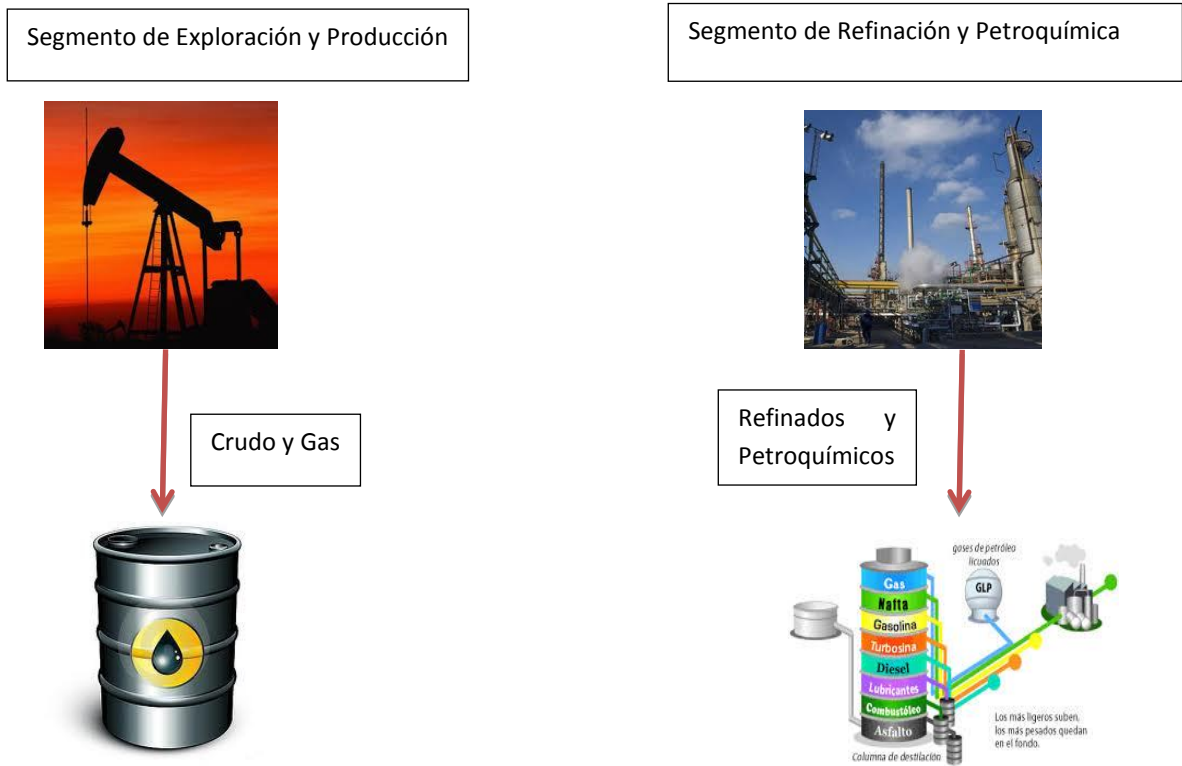 Segmento de Exploración y Producción
Segmento de Refinación y Petroquímica
Crudo y Gas
Refinados y
Petroquímicos
gases de petróleo
licuados
GLP
Gas
Nafta
Gasolina
Turbosina
Diesel
Lubricantes
Combustóleo
Asfalto
Los más ligeros suben,
los más pesados quedan
en el fondo.
Columna de destilación